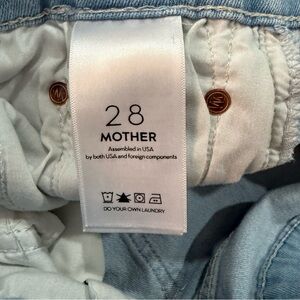 28
MOTHER
Assembled in USA
by both USA and foreign components
DO YOUR OWN LAUNDRY